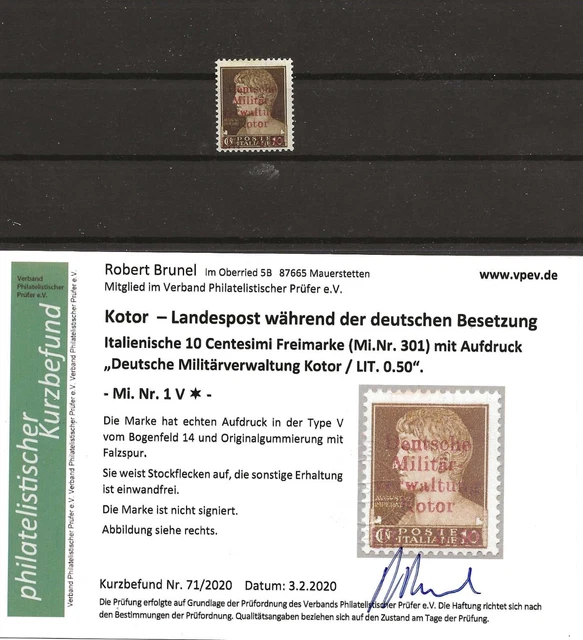 Deutsche
Militär-
verwaltung
Kotor
POSTE
ITALIANE
Verband
Philatelistischer
Prüfer e.V.
philatelistischer
Kurzbefund
Verband Philatelistischer Prüfer e.V. Verband Philatelistischer Prüfer e.V. Verband Philatelistischer Prüfer e.V.
Robert Brunel Im Oberried 5B 87665 Mauerstetten
www.vpev.de
Mitglied im Verband Philatelistischer Prüfer e.V.
Kotor – Landespost während der deutschen Besetzung
Italienische 10 Centesimi Freimarke (Mi.Nr. 301) mit Aufdruck
„Deutsche Militärverwaltung Kotor / LIT. 0.50“.
- Mi. Nr. 1 V ✶ -
Die Marke hat echten Aufdruck in der Type V
vom Bogenfeld 14 und Originalgummierung mit
Falzspur.
Sie weist Stockflecken auf, die sonstige Erhaltung
ist einwandfrei.
Die Marke ist nicht signiert.
Abbildung siehe rechts.
Deutsche
Militär-
verwaltung
Kotor
POSTE
ITALIANE
Kurzbefund Nr. 71/2020 Datum: 3.2.2020
Die Prüfung erfolgte auf Grundlage der Prüfordnung des Verbands Philatelistischer Prüfer e.V. Die Haftung richtet sich nach
den Bestimmungen der Prüfordnung. Qualitätsangaben beziehen sich auf den Zustand am Tage der Prüfung.